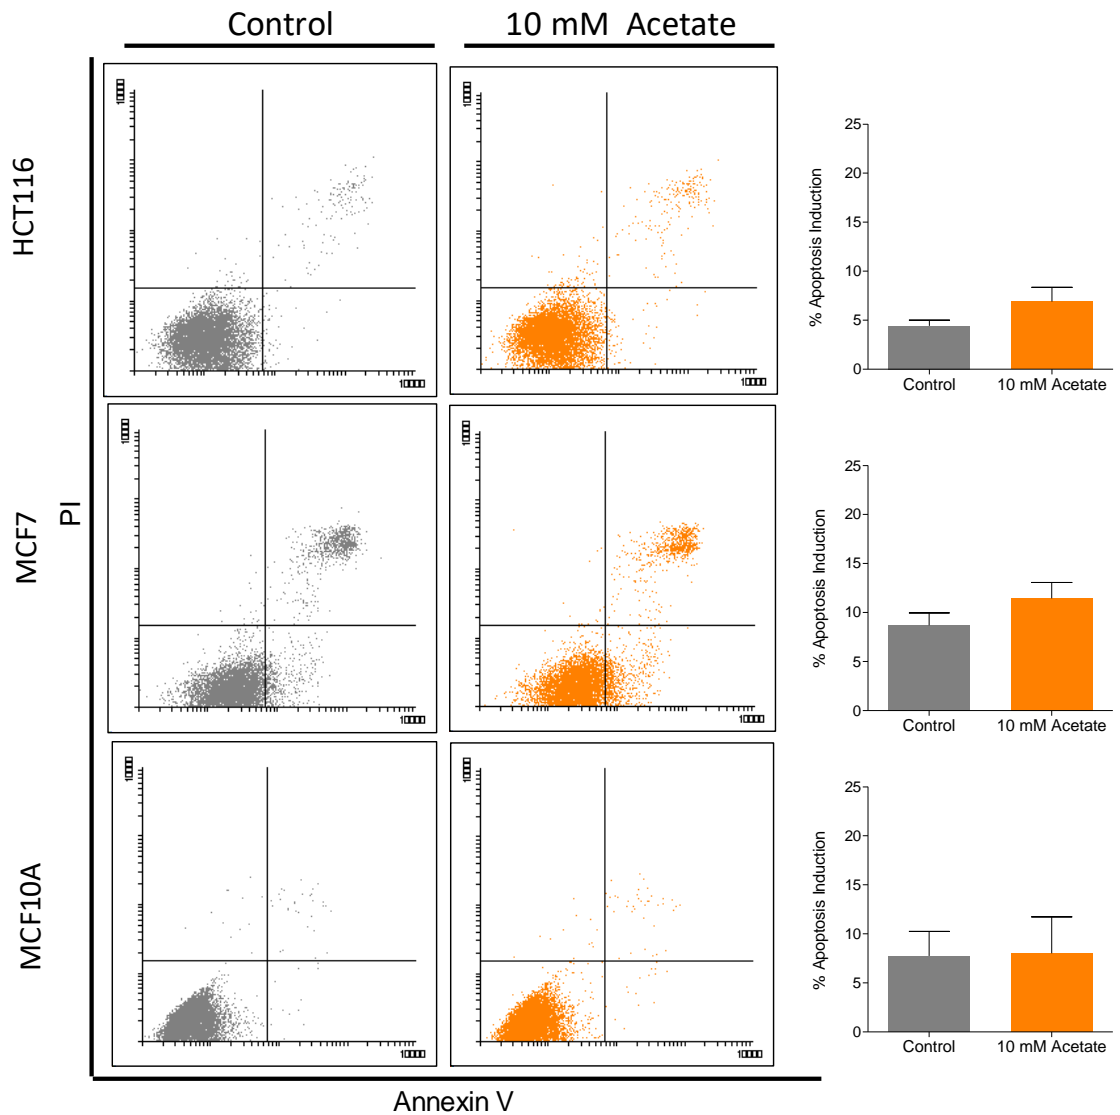 Control
10 mM Acetate
HCT116
MCF7
MCF10A
PI
Annexin V
% Apoptosis Induction
25
20
15
10
5
0
Control
10 mM Acetate
% Apoptosis Induction
25
20
15
10
5
0
Control
10 mM Acetate
% Apoptosis Induction
25
20
15
10
5
0
Control
10 mM Acetate